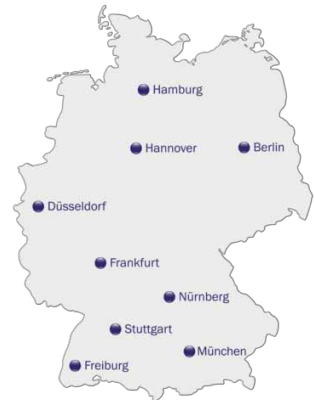 Hamburg
Hannover
Berlin
Düsseldorf
Frankfurt
Nürnberg
Stuttgart
München
Freiburg